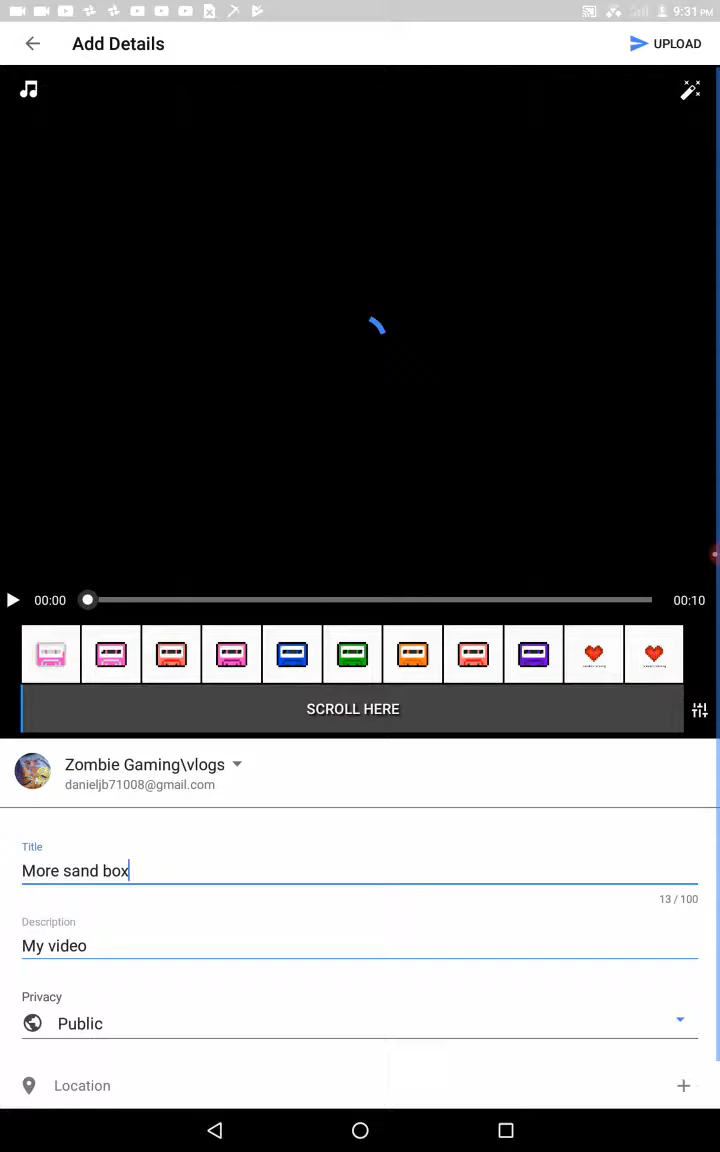 9:31 PM
Add Details
UPLOAD
00:00
00:10
SCROLL HERE
Zombie Gaming\vlogs
danieljb71008@gmail.com
Title
More sand box
13 / 100
Description
My video
Privacy
Public
Location